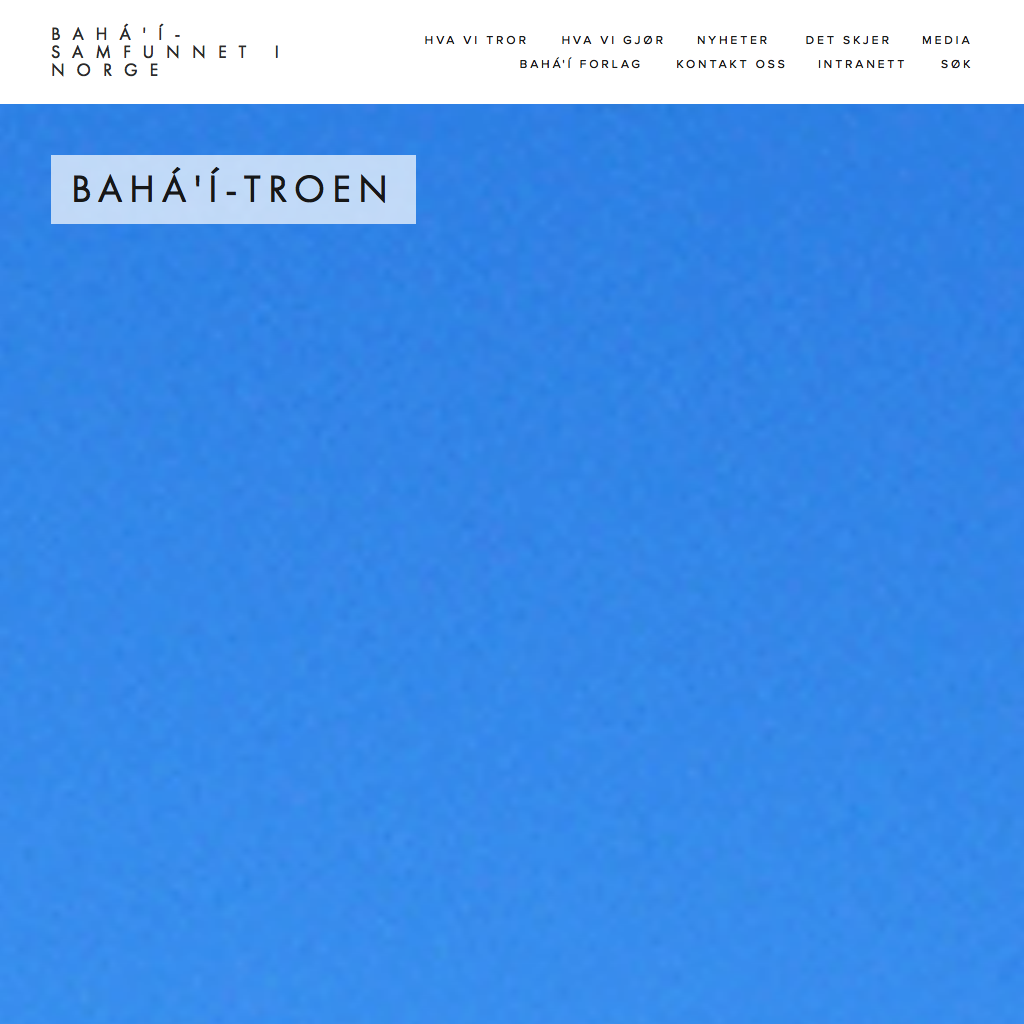 BAHÁ'Í-
SAMFUNNET I
NORGE
HVA VI TROR HVA VI GJØR NYHETER DET SKJER MEDIA
BAHÁ'Í FORLAG KONTAKT OSS INTRANETT SØK
BAHÁ'Í-TROEN